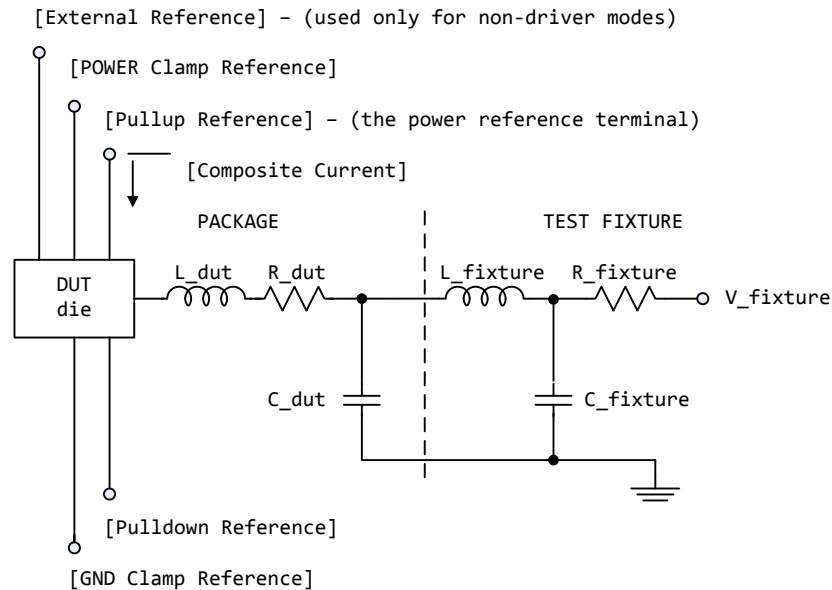 [External Reference] – (used only for non-driver modes)
[POWER Clamp Reference]
[Pullup Reference] – (the power reference terminal)
[Composite Current]
PACKAGE
TEST FIXTURE
L_dut
R_dut
L_fixture
R_fixture
DUT
die
V_fixture
C_dut
C_fixture
[Pulldown Reference]
[GND Clamp Reference]